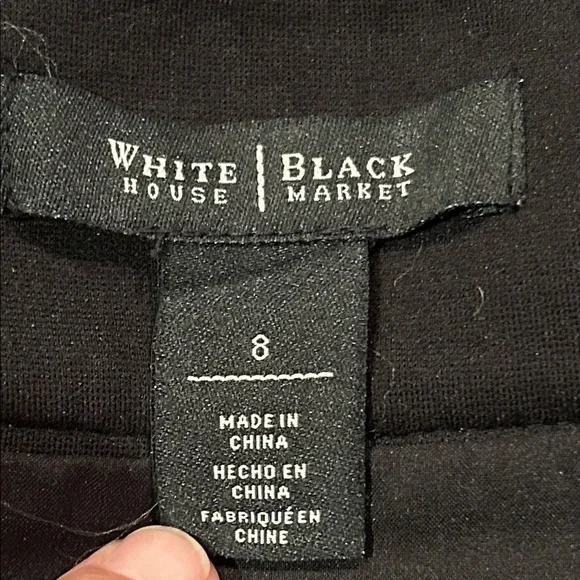 WHITE | BLACK
HOUSE | MARKET
8
MADE IN
CHINA
HECHO EN
CHINA
FABRIQUÉ EN
CHINE